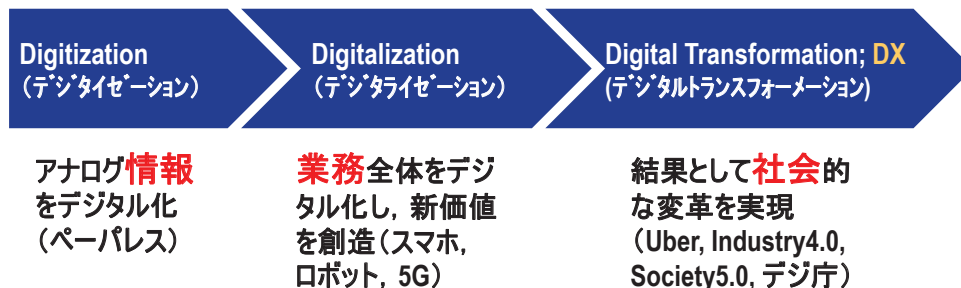 Digitization
（デジタイゼーション）
Digitalization
（デジタライゼーション）
Digital Transformation; DX
(デジタルトランスフォーメーション)
アナログ情報
をデジタル化
（ペーパレス）
業務全体をデジ
タル化し，新価値
を創造（スマホ，
ロボット，5G）
結果として社会的
な変革を実現
（Uber, Industry4.0,
Society5.0, デジ庁）